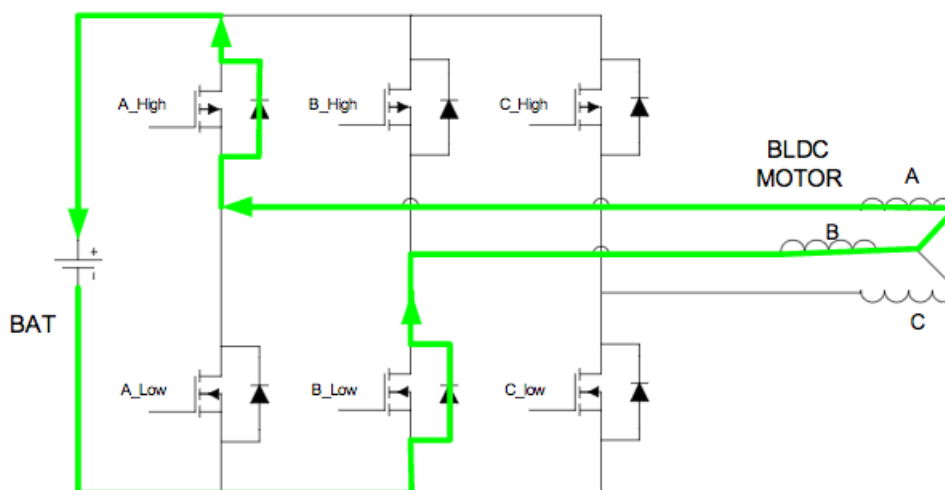 A_High
B_High
C_High
BLDC
MOTOR
A
B
+
-
BAT
C
A_Low
B_Low
C_low